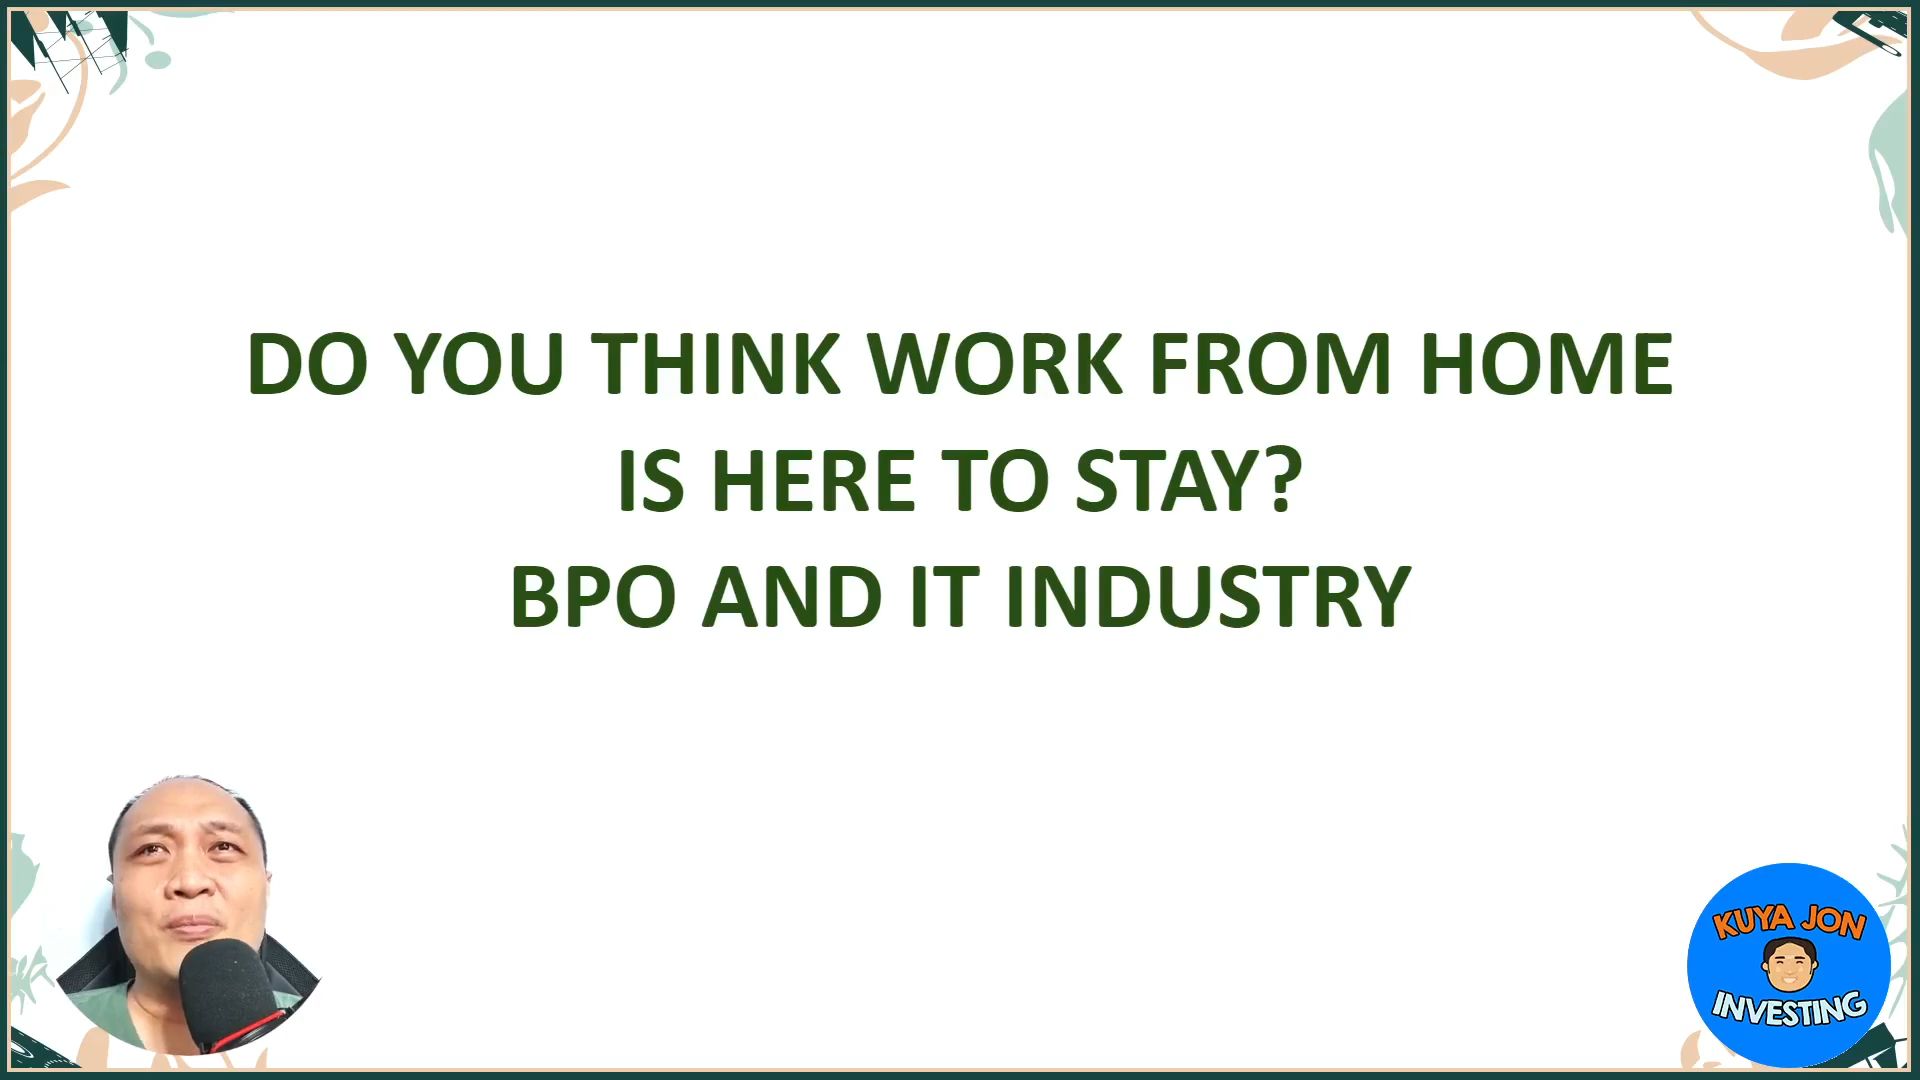 DO YOU THINK WORK FROM HOME
IS HERE TO STAY?
BPO AND IT INDUSTRY
KUYA JON
INVESTING